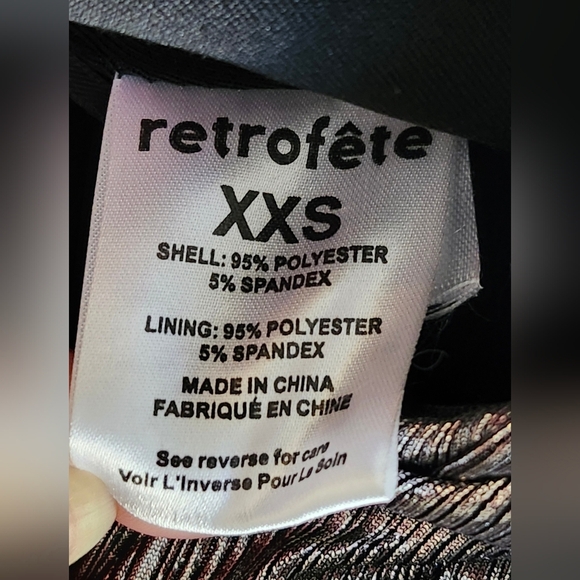 retrofête
XXS
SHELL: 95% POLYESTER
5% SPANDEX
LINING: 95% POLYESTER
5% SPANDEX
MADE IN CHINA
FABRIQUÉ EN CHINE
See reverse for care
Voir L'Inverse Pour Le Soin